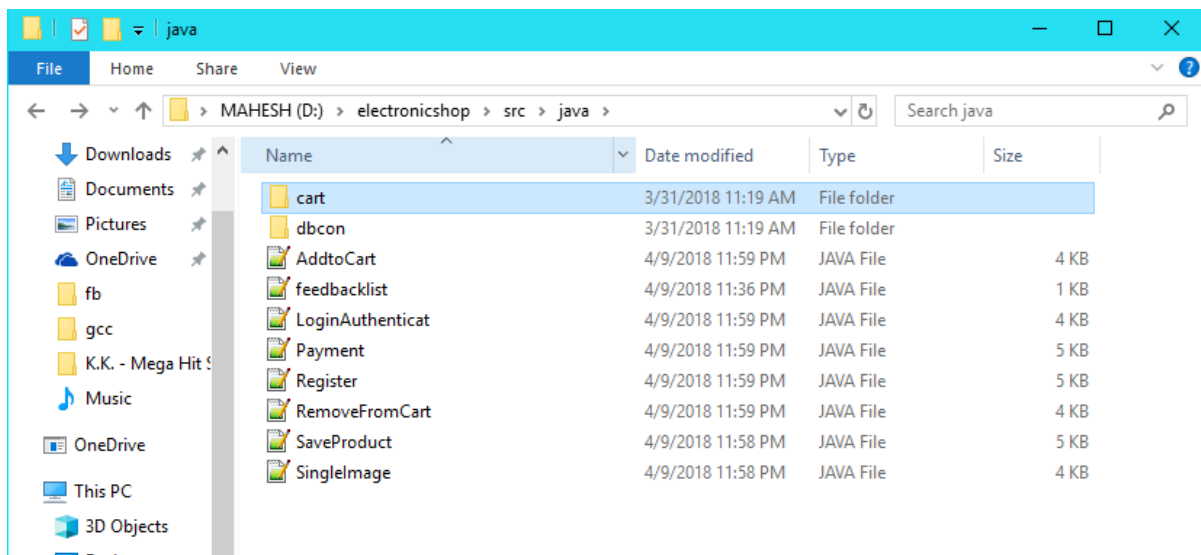 java
File Home Share View
MAHESH (D:) > electronicshop > src > java >
Search java
Name Date modified Type Size
Downloads
Documents
Pictures
OneDrive
fb
gcc
K.K. - Mega Hit
Music
OneDrive
This PC
3D Objects
cart 3/31/2018 11:19 AM File folder
dbcon 3/31/2018 11:19 AM File folder
AddtoCart 4/9/2018 11:59 PM JAVA File 4 KB
feedbacklist 4/9/2018 11:36 PM JAVA File 1 KB
LoginAuthenticat 4/9/2018 11:59 PM JAVA File 4 KB
Payment 4/9/2018 11:59 PM JAVA File 5 KB
Register 4/9/2018 11:59 PM JAVA File 5 KB
RemoveFromCart 4/9/2018 11:59 PM JAVA File 4 KB
SaveProduct 4/9/2018 11:58 PM JAVA File 5 KB
SingleImage 4/9/2018 11:58 PM JAVA File 4 KB